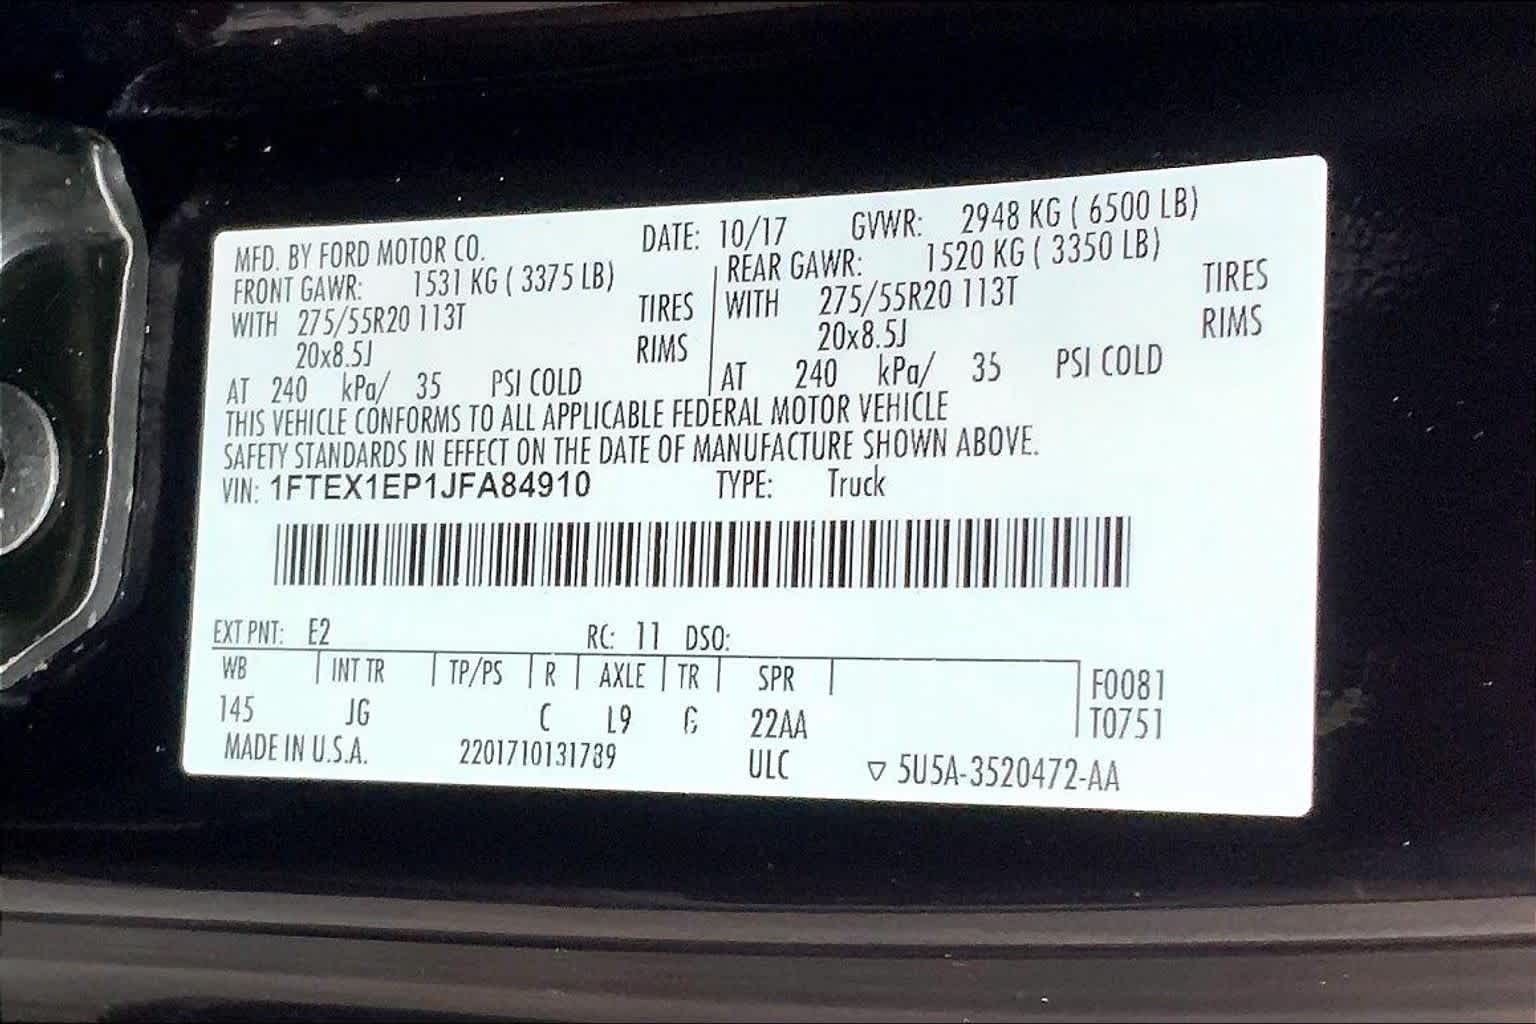 MFD. BY FORD MOTOR CO. DATE: 10/17 GVWR: 2948 KG ( 6500 LB)
FRONT GAWR: 1531 KG ( 3375 LB) REAR GAWR: 1520 KG ( 3350 LB)
WITH 275/55R20 113T TIRES WITH 275/55R20 113T TIRES
20x8.5J RIMS 20x8.5J RIMS
AT 240 kPa/ 35 PSI COLD AT 240 kPa/ 35 PSI COLD
THIS VEHICLE CONFORMS TO ALL APPLICABLE FEDERAL MOTOR VEHICLE
SAFETY STANDARDS IN EFFECT ON THE DATE OF MANUFACTURE SHOWN ABOVE.
VIN: 1FTEX1EP1JFA84910 TYPE: Truck
EXT PNT: E2 RC: 11 DSO:
WB INT TR TP/PS R AXLE TR SPR F0081
145 JG C L9 G 22AA T0751
MADE IN U.S.A. 2201710131739 ULC ▽ 5U5A-3520472-AA